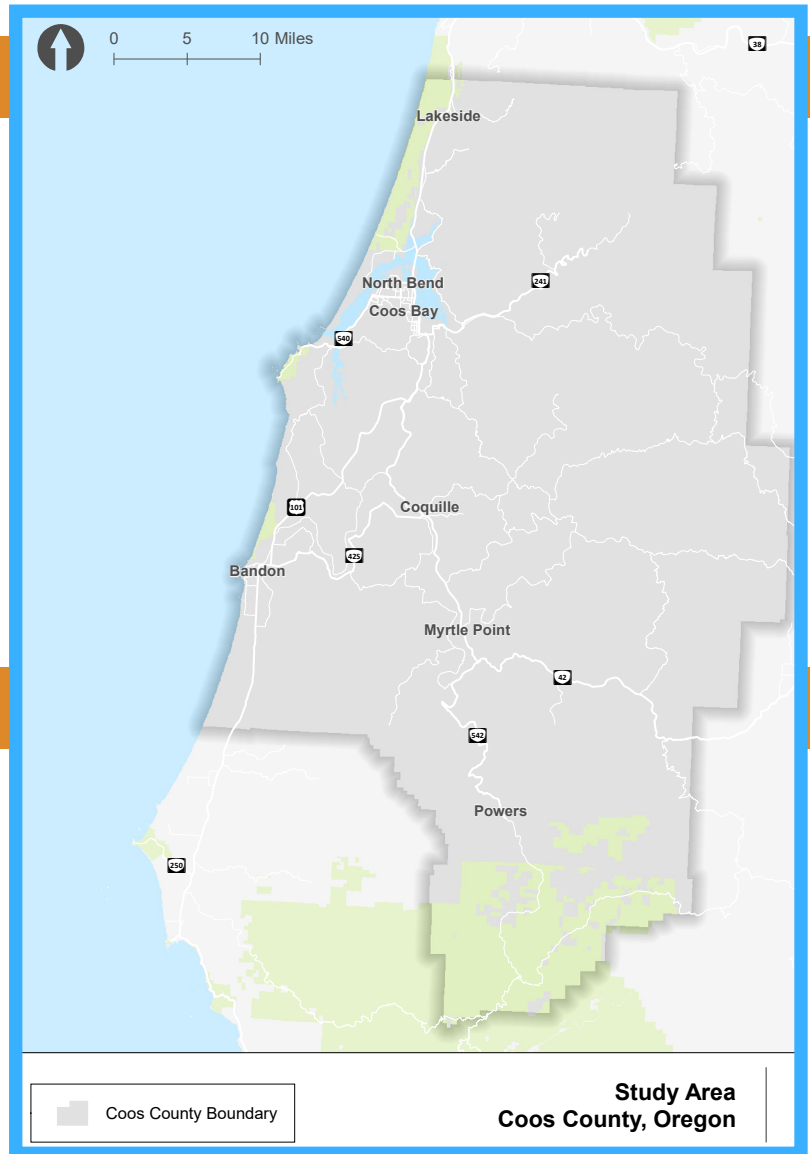 0 5 10 Miles
38
Lakeside
241
North Bend
Coos Bay
540
101
Coquille
425
Bandon
Myrtle Point
42
542
Powers
250
Coos County Boundary
Study Area
Coos County, Oregon